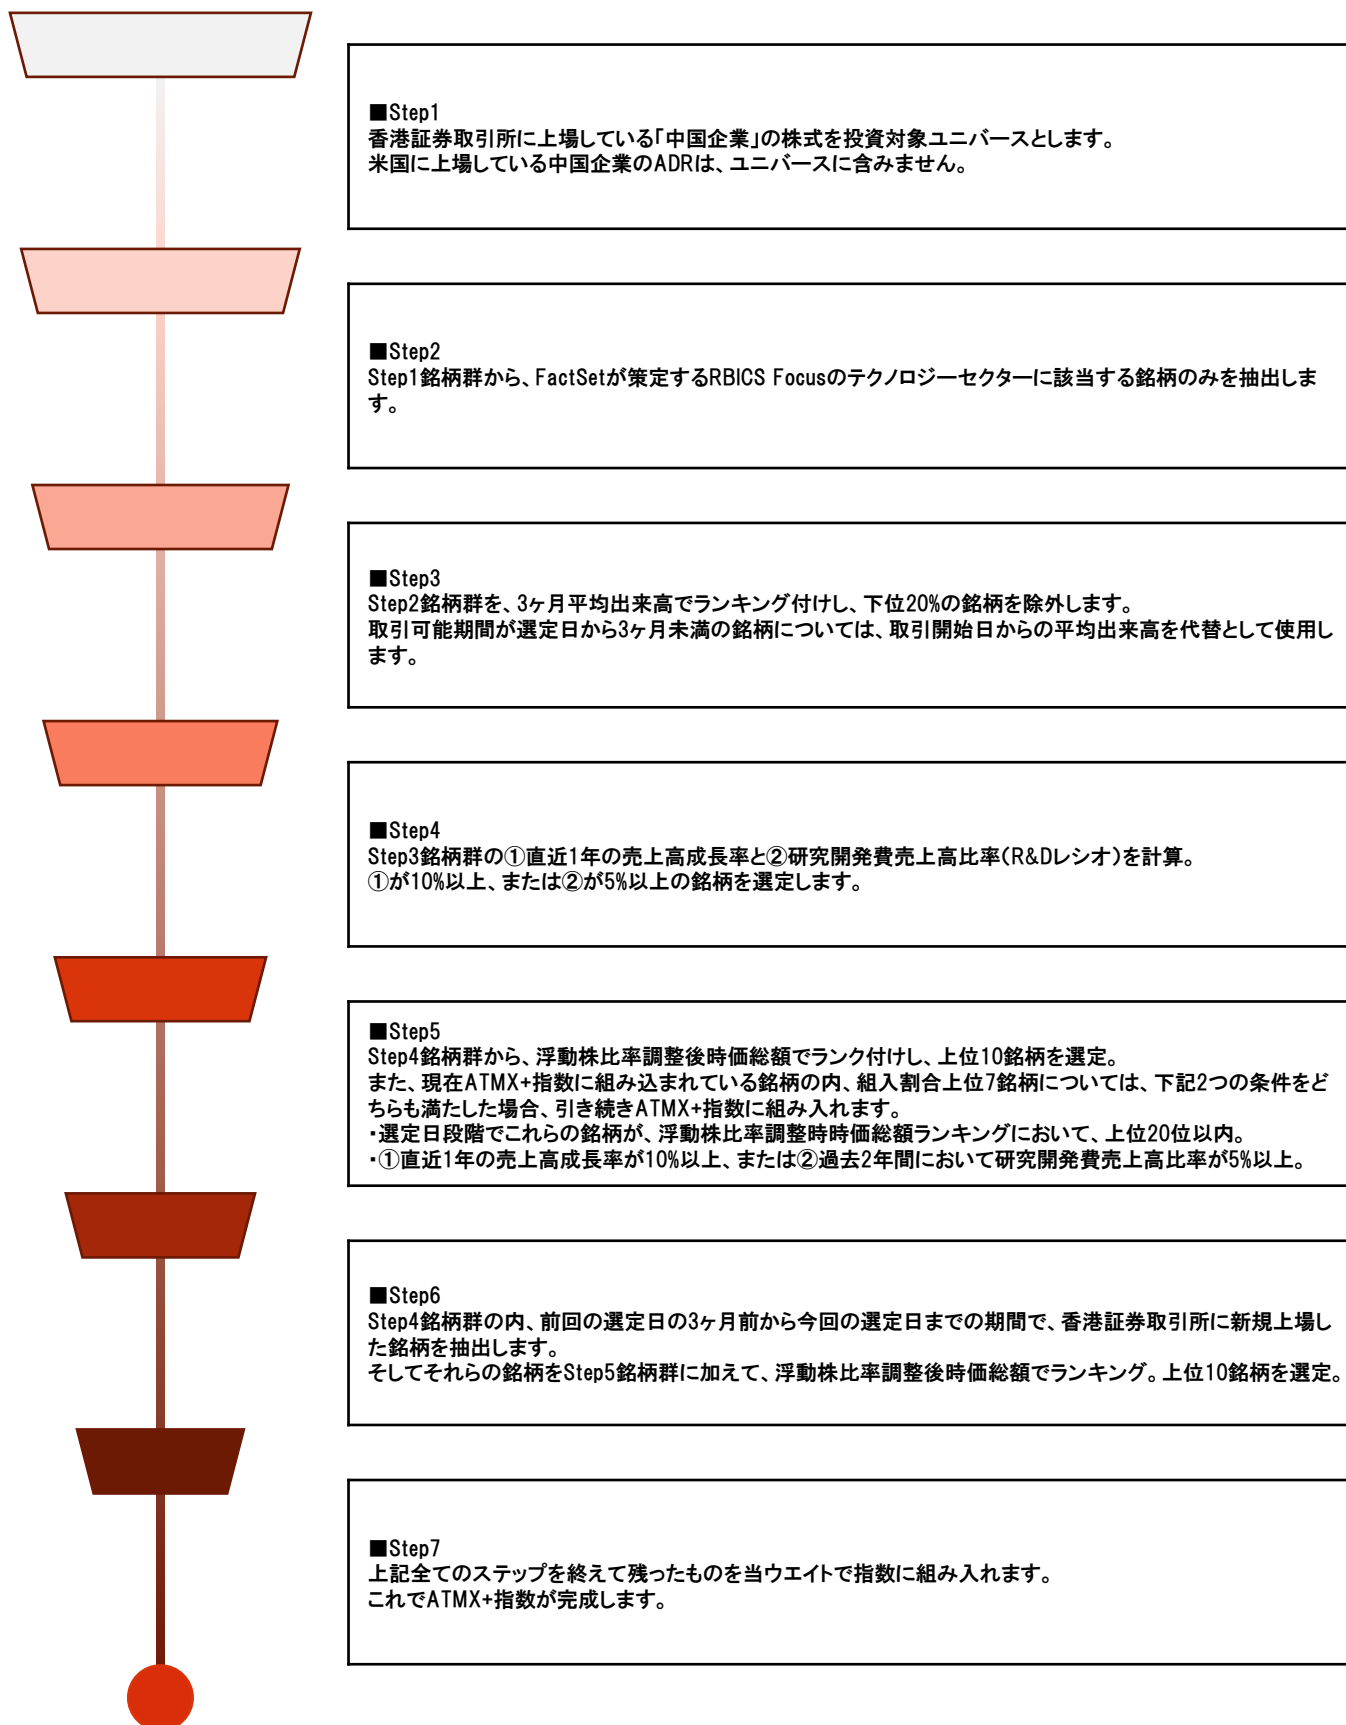 ■Step1
香港証券取引所に上場している「中国企業」の株式を投資対象ユニバースとします。
米国に上場している中国企業のADRは、ユニバースに含みません。
■Step2
Step1銘柄群から、FactSetが策定するRBICS Focusのテクノロジーセクターに該当する銘柄のみを抽出しま
す。
■Step3
Step2銘柄群を、3ヶ月平均出来高でランキング付けし、下位20%の銘柄を除外します。
取引可能期間が選定日から3ヶ月未満の銘柄については、取引開始日からの平均出来高を代替として使用し
ます。
■Step4
Step3銘柄群の①直近1年の売上高成長率と②研究開発費売上高比率(R&Dレシオ)を計算。
①が10%以上、または②が5%以上の銘柄を選定します。
■Step5
Step4銘柄群から、浮動株比率調整後時価総額でランク付けし、上位10銘柄を選定。
また、現在ATMX+指数に組み込まれている銘柄の内、組入割合上位7銘柄については、下記2つの条件をど
ちらも満たした場合、引き続きATMX+指数に組み入れます。
・選定日段階でこれらの銘柄が、浮動株比率調整時時価総額ランキングにおいて、上位20位以内。
・①直近1年の売上高成長率が10%以上、または②過去2年間において研究開発費売上高比率が5%以上。
■Step6
Step4銘柄群の内、前回の選定日の3ヶ月前から今回の選定日までの期間で、香港証券取引所に新規上場し
た銘柄を抽出します。
そしてそれらの銘柄をStep5銘柄群に加えて、浮動株比率調整後時価総額でランキング。上位10銘柄を選定。
■Step7
上記全てのステップを終えて残ったものを当ウエイトで指数に組み入れます。
これでATMX+指数が完成します。